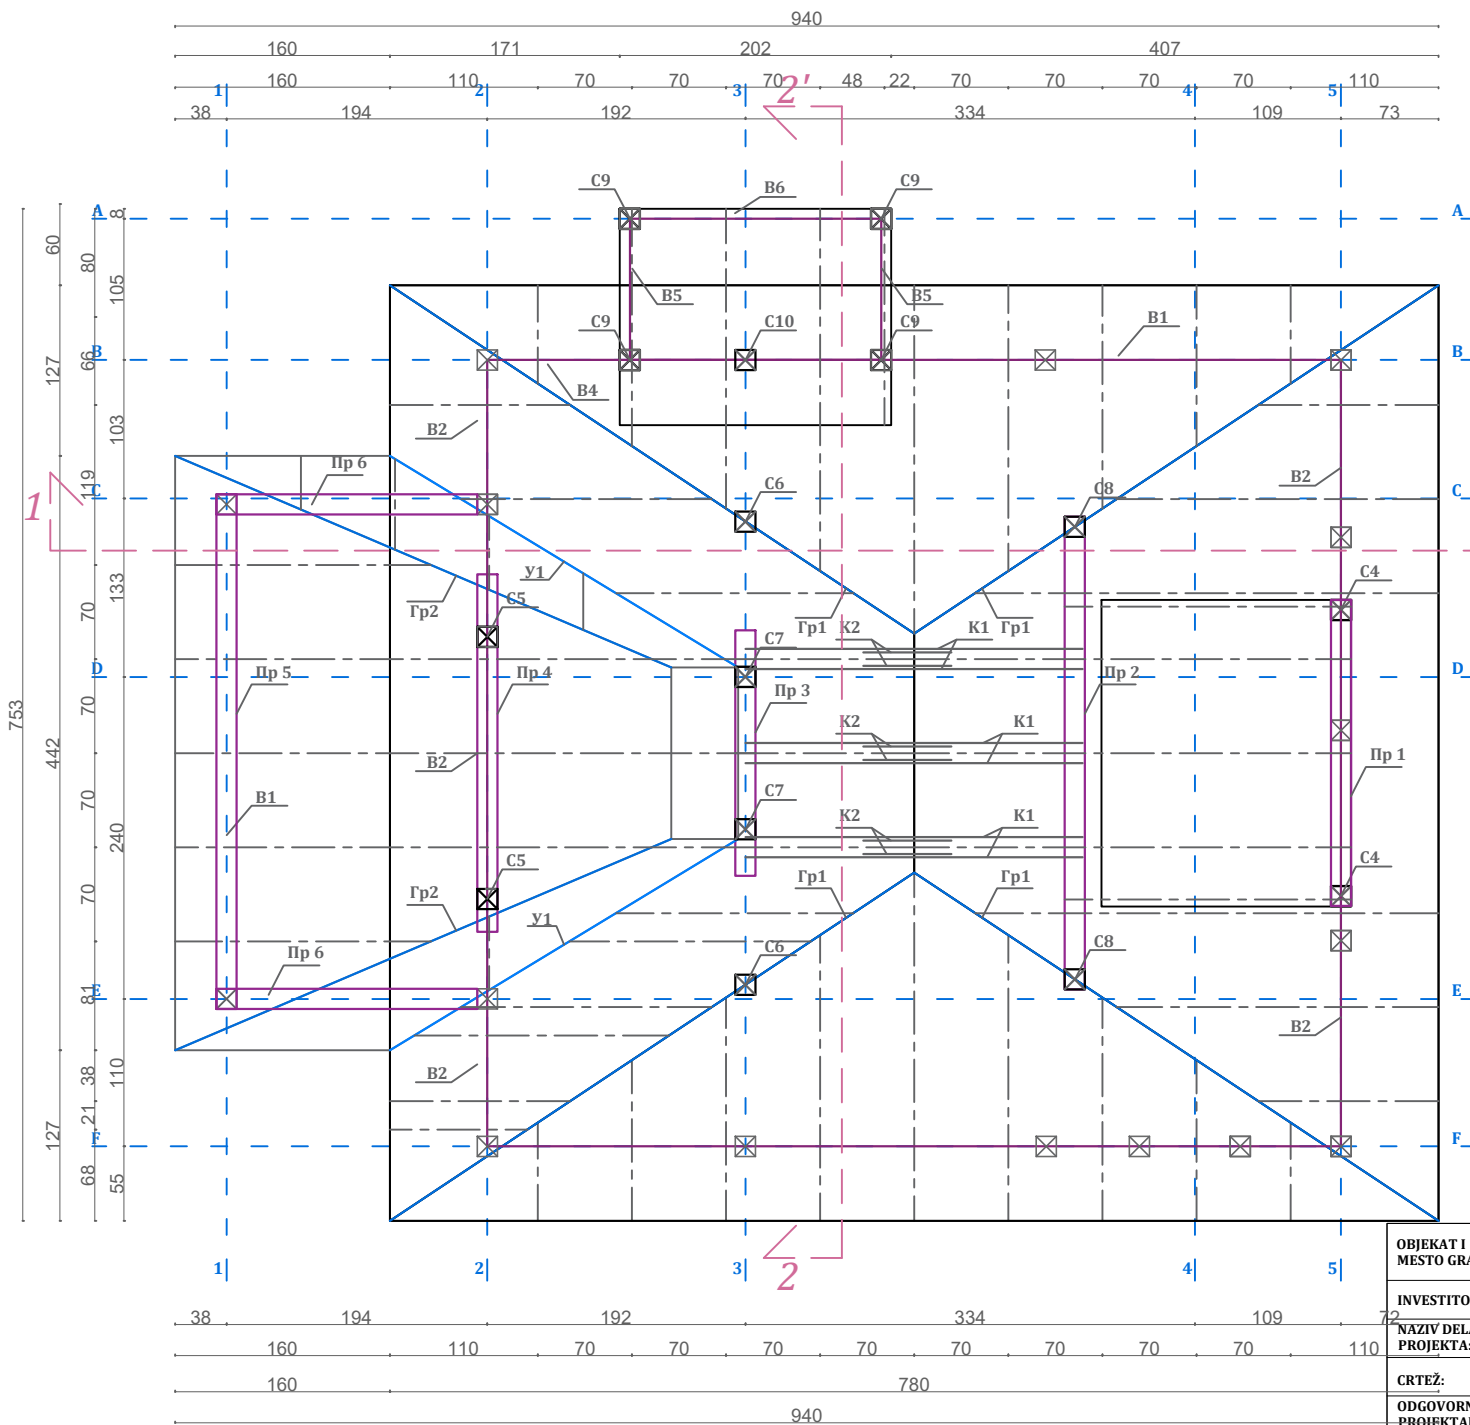 940
160 171 202 407
160 110 70 70 70 48 22 70 70 70 70 110
1 2 3 2' 4 5
38 194 192 334 109 73
C9 B6 C9
A 8 A
60 80 105
B5 B5
C9 C10 C9 B1
B 66 B
127 B4
B2 103
Пр 6 B2
119 C C
1 C6 C8
У1 C4
133 70 Гр2 C5 Гр1 K2 K1 Гр1
D C7 D
753 442 70 Пр 5 Пр 4 Пр 3 Пр 2
K2 K1
B2 Пр 1
70 B1 C7 K2 K1
240
70 C5 Гр1 Гр1 C4
Гр2 У1
Пр 6 C6 C8
81 E E
B2
38 110 B2
21
127 F F
68 55
2
1 2 3 4 5
OBJEKAT I
MESTO GRA
INVESTITO
38 194 192 334 109 72
NAZIV DELA
PROJEKTA:
160 110 70 70 70 70 70 70 70 70 110
CRTEŽ:
160 780
ODGOVORN
PROJEKTAN
940